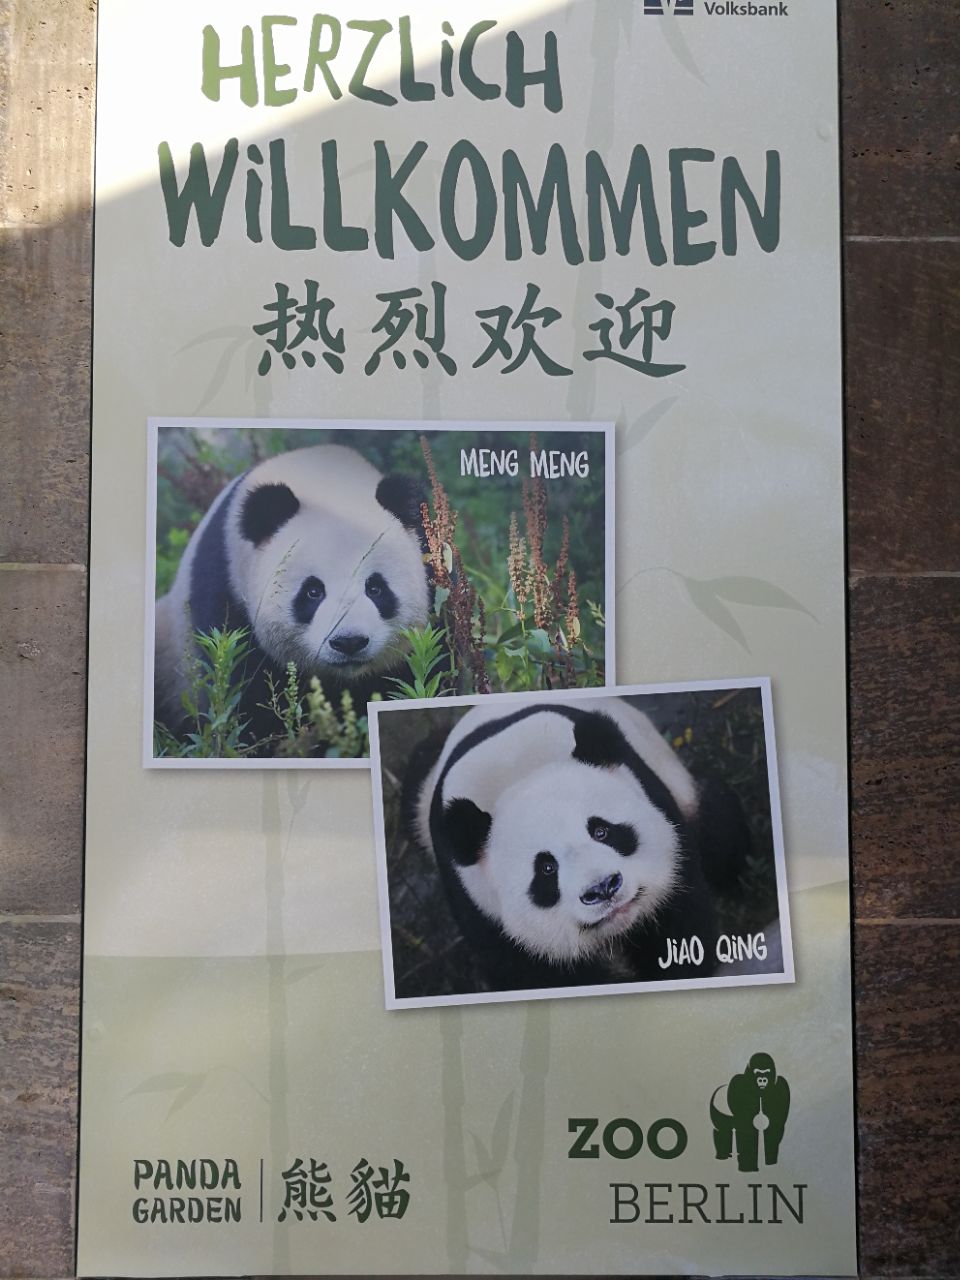 Volksbank
HERZLICH
WILLKOMMEN
热烈欢迎
MENG MENG
JIAO QING
PANDA
GARDEN
熊貓
ZOO
BERLIN